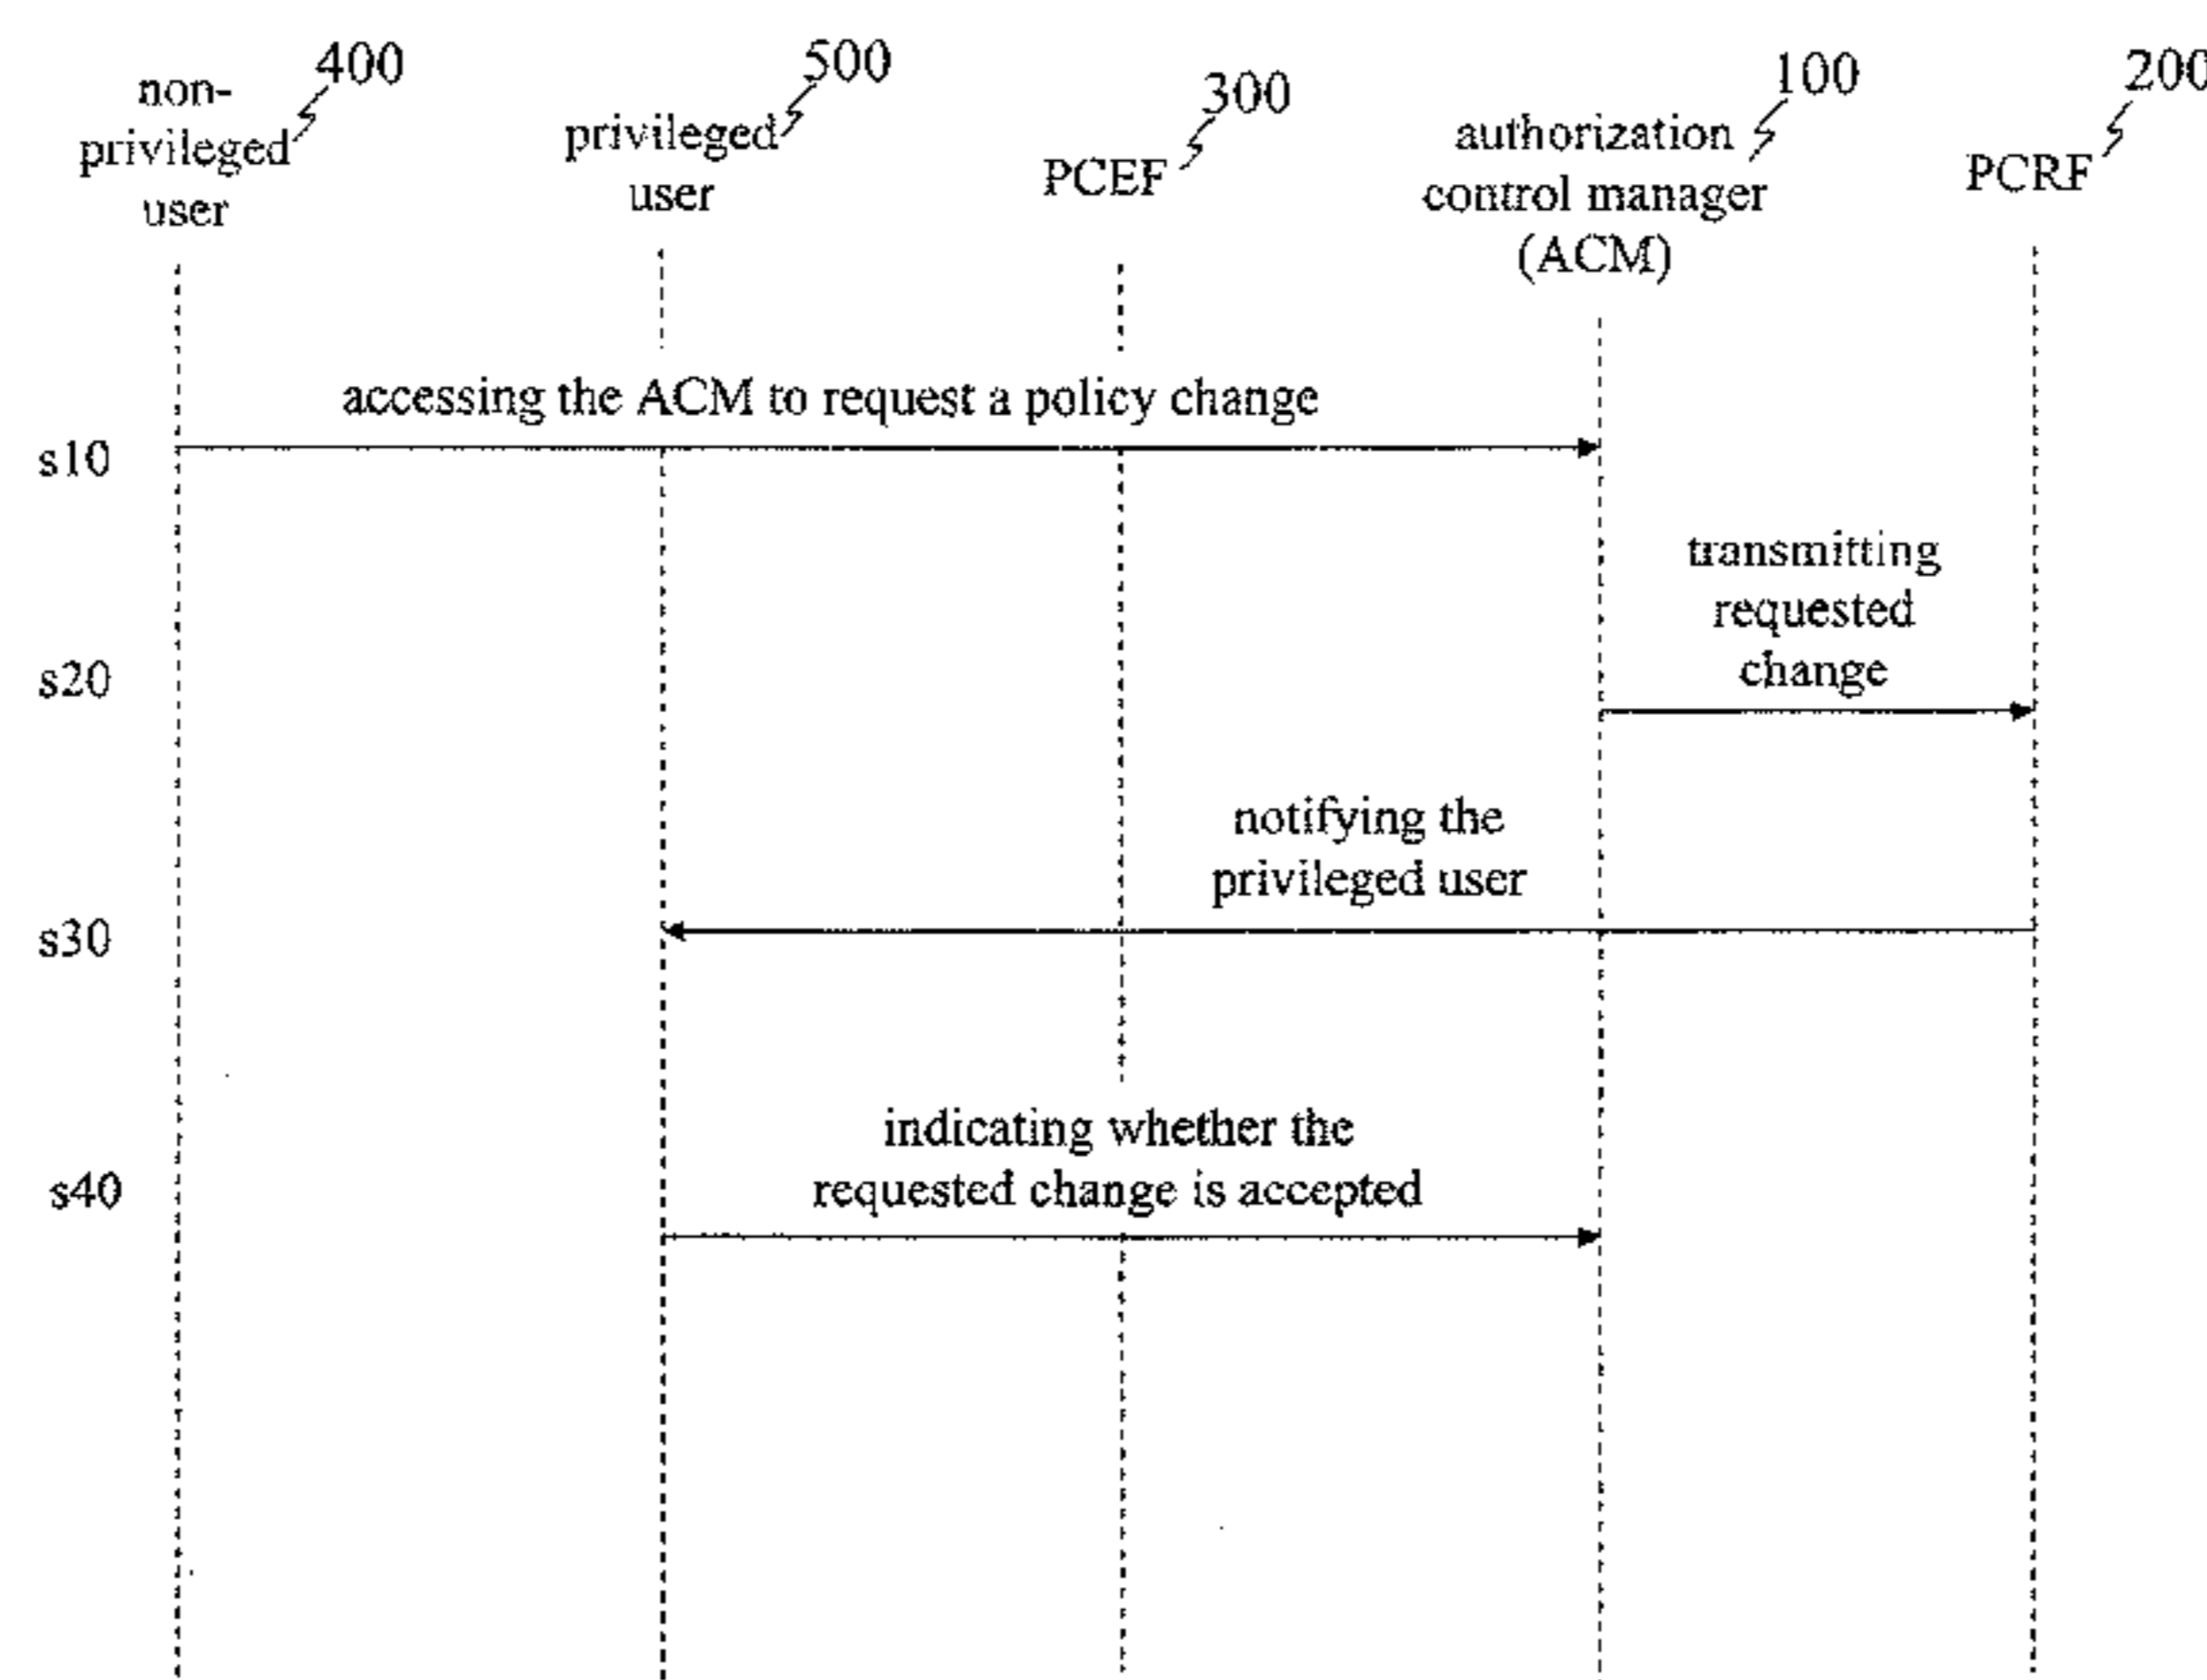 400
non-
privileged
user
500
privileged
user
300
PCEF
100
authorization
control manager
(ACM)
200
PCRF
accessing the ACM to request a policy change
s10
transmitting
requested
change
s20
notifying the
privileged user
s30
indicating whether the
requested change is accepted
s40